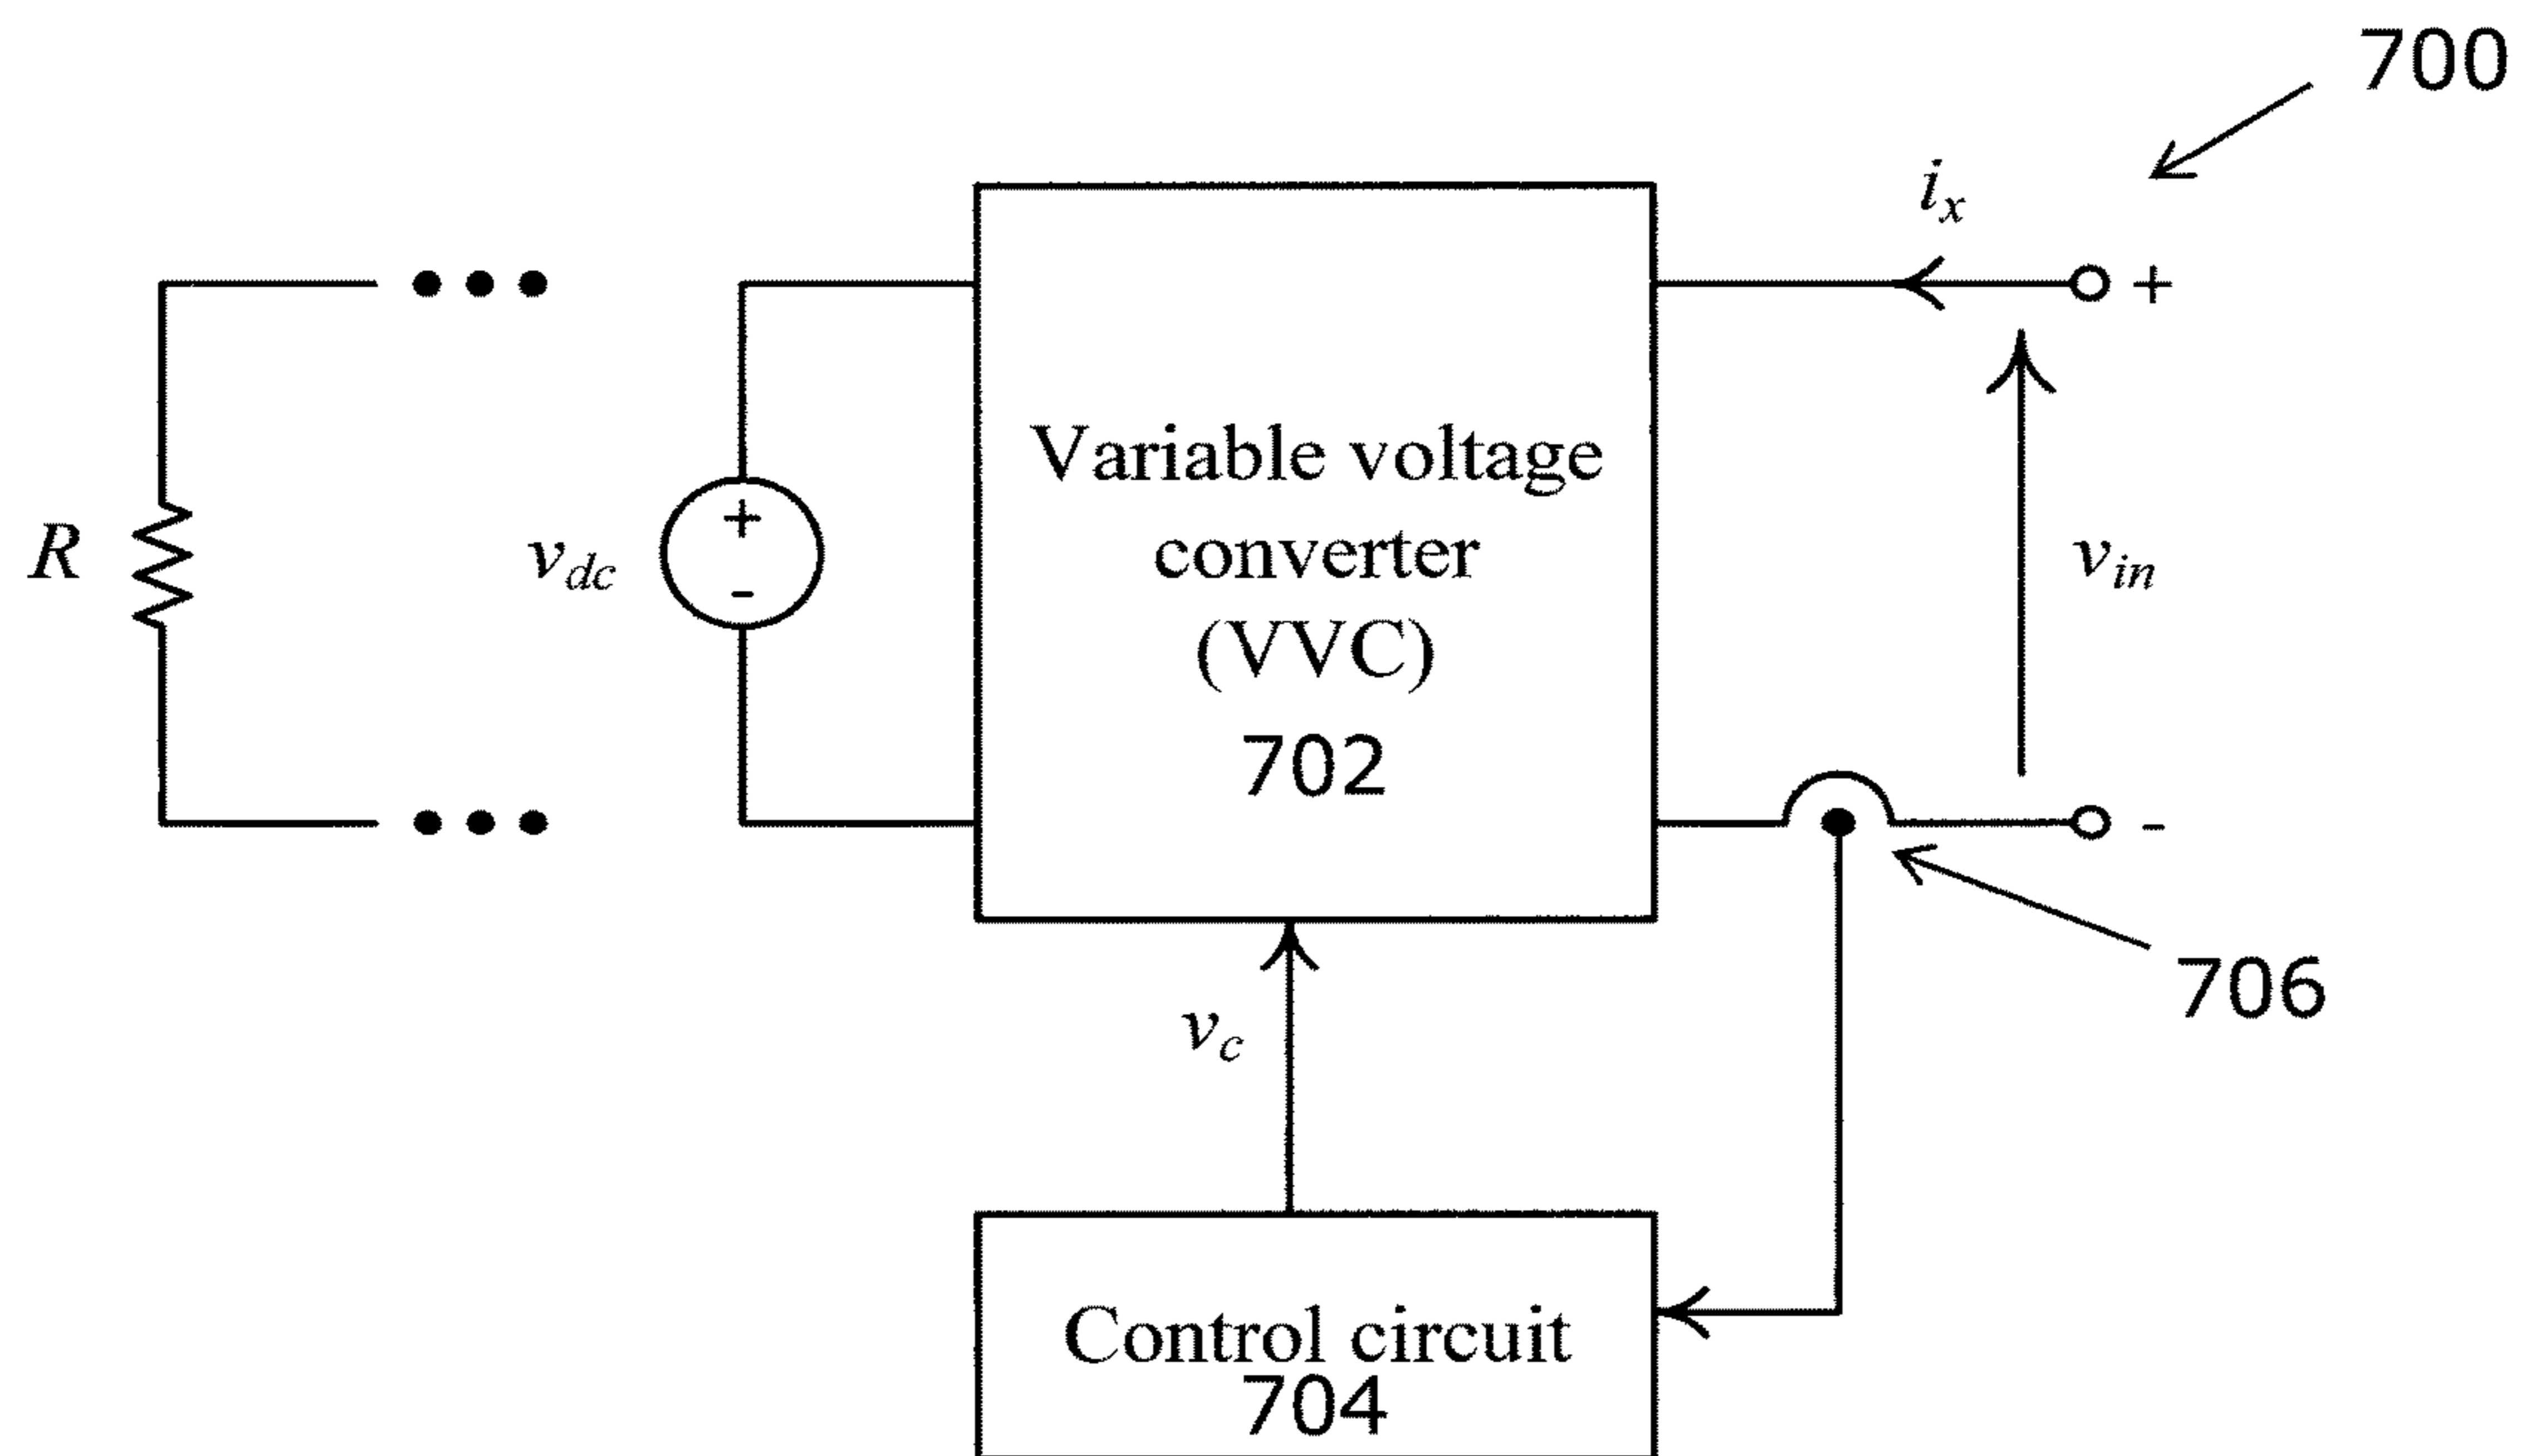 700
i_x
+
Variable voltage
converter
(VVC)
702
R
v_dc
+
-
v_in
-
706
v_c
Control circuit
704